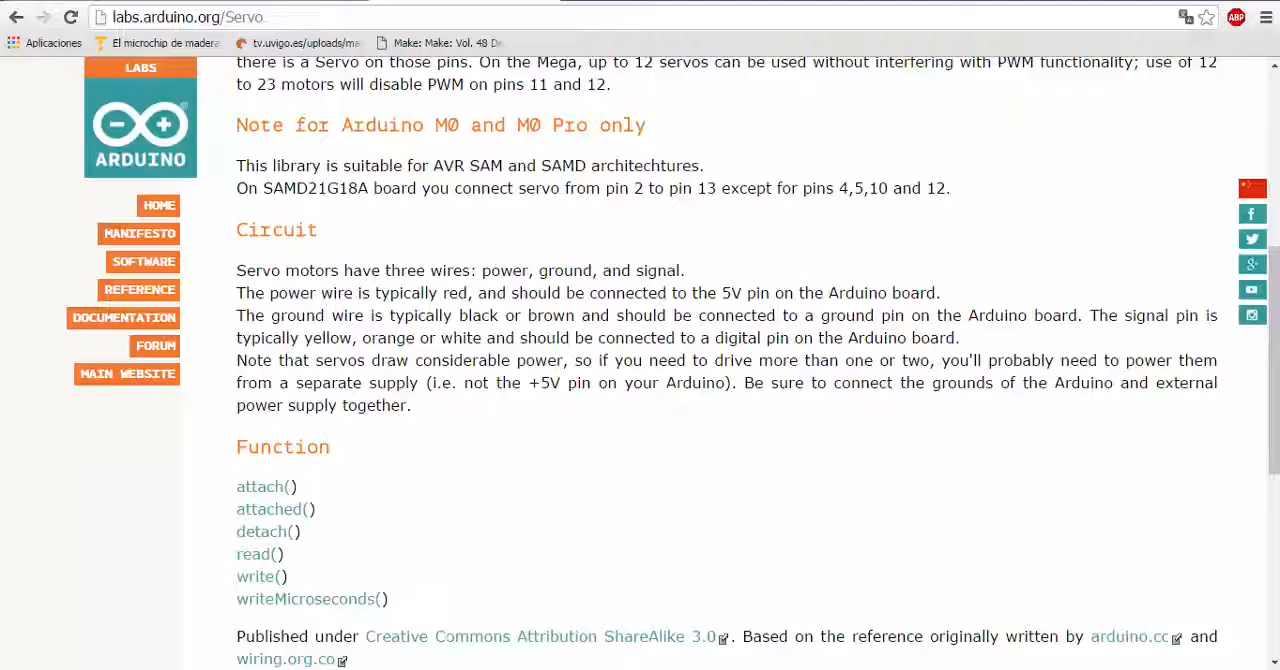 labs.arduino.org/Servo
ABP
Aplicaciones
El microchip de madera
tv.uvigo.es/uploads/ma
Make: Make: Vol. 48 De
LABS
ARDUINO
HOME
MANIFESTO
SOFTWARE
REFERENCE
DOCUMENTATION
FORUM
MAIN WEBSITE
there is a Servo on those pins. On the Mega, up to 12 servos can be used without interfering with PWM functionality; use of 12
to 23 motors will disable PWM on pins 11 and 12.
Note for Arduino M0 and M0 Pro only
This library is suitable for AVR SAM and SAMD architechtures.
On SAMD21G18A board you connect servo from pin 2 to pin 13 except for pins 4,5,10 and 12.
Circuit
Servo motors have three wires: power, ground, and signal.
The power wire is typically red, and should be connected to the 5V pin on the Arduino board.
The ground wire is typically black or brown and should be connected to a ground pin on the Arduino board. The signal pin is
typically yellow, orange or white and should be connected to a digital pin on the Arduino board.
Note that servos draw considerable power, so if you need to drive more than one or two, you'll probably need to power them
from a separate supply (i.e. not the +5V pin on your Arduino). Be sure to connect the grounds of the Arduino and external
power supply together.
Function
attach()
attached()
detach()
read()
write()
writeMicroseconds()
Published under Creative Commons Attribution ShareAlike 3.0. Based on the reference originally written by arduino.cc and
wiring.org.co